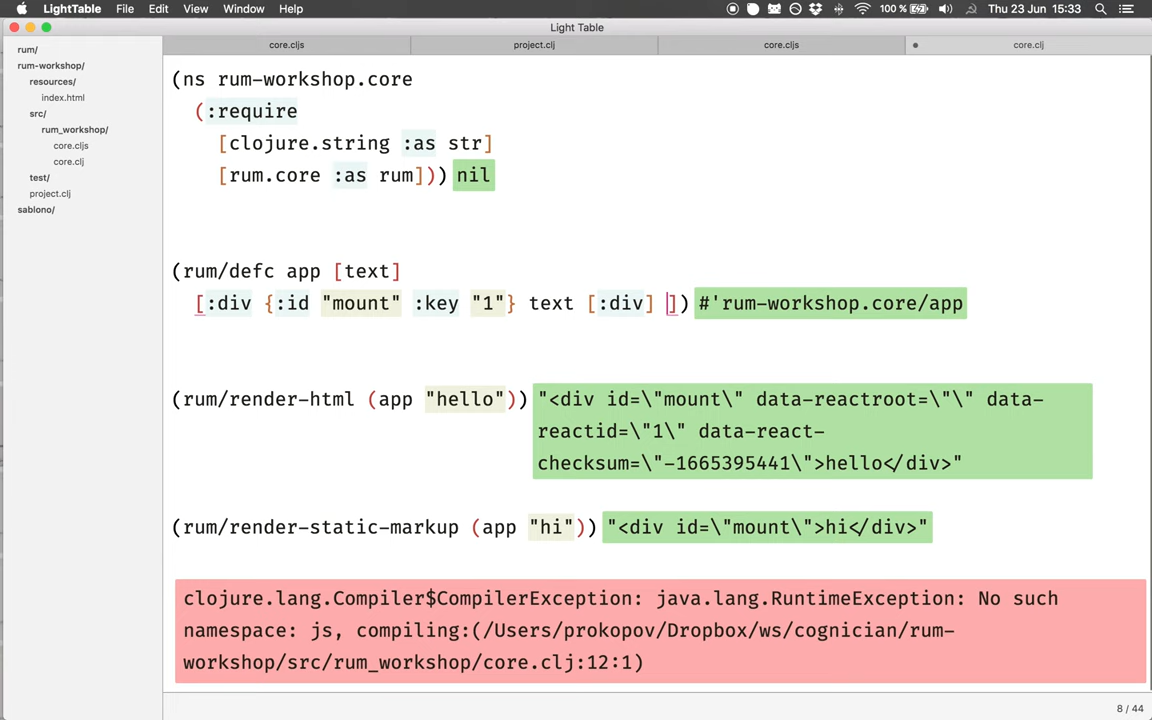 LightTable File Edit View Window Help 100 % Thu 23 Jun 15:33
Light Table
rum/
rum-workshop/
resources/
index.html
src/
rum_workshop/
core.cljs
core.clj
test/
project.clj
sablono/
core.cljs project.clj core.cljs core.clj
(ns rum-workshop.core
(:require
[clojure.string :as str]
[rum.core :as rum])) nil
(rum/defc app [text]
[:div {:id "mount" :key "1"} text [:div] ]) #'rum-workshop.core/app
(rum/render-html (app "hello")) "<div id=\"mount\" data-reactroot=\"\" data-
reactid=\"1\" data-react-
checksum=\"-1665395441\">hello</div>"
(rum/render-static-markup (app "hi")) "<div id=\"mount\">hi</div>"
clojure.lang.Compiler$CompilerException: java.lang.RuntimeException: No such
namespace: js, compiling:(/Users/prokopov/Dropbox/ws/cognician/rum-
workshop/src/rum_workshop/core.clj:12:1)
8 / 44